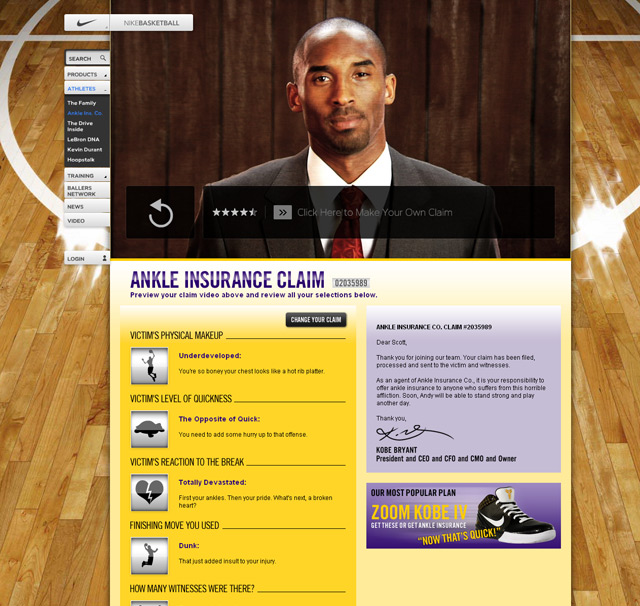 NIKEBASKETBALL
SEARCH
PRODUCTS
ATHLETES
The Family
Ankle Ins. Co.
The Drive
Inside
LeBron DNA
Kevin Durant
Hoopstalk
TRAINING
BALLERS
NETWORK
NEWS
VIDEO
LOGIN
Click Here to Make Your Own Claim
ANKLE INSURANCE CLAIM 02035989
Preview your claim video above and review all your selections below.
CHANGE YOUR CLAIM
VICTIM'S PHYSICAL MAKEUP
Underdeveloped:
You're so boney your chest looks like a hot rib platter.
VICTIM'S LEVEL OF QUICKNESS
The Opposite of Quick:
You need to add some hurry up to that offense.
VICTIM'S REACTION TO THE BREAK
Totally Devastated:
First your ankles. Then your pride. What's next, a broken
heart?
FINISHING MOVE YOU USED
Dunk:
That just added insult to your injury.
HOW MANY WITNESSES WERE THERE?
ANKLE INSURANCE CO. CLAIM #2035989
Dear Scott,
Thank you for joining our team. Your claim has been filed,
processed and sent to the victim and witnesses.
As an agent of Ankle Insurance Co., it is your responsibility to
offer ankle insurance to anyone who suffers from this horrible
affliction. Soon, Andy will be able to stand strong and play
another day.
Thank you,
KOBE BRYANT
President and CEO and CFO and CMO and Owner
OUR MOST POPULAR PLAN
ZOOM KOBE IV
GET THESE OR GET ANKLE INSURANCE
"NOW THAT'S QUICK!"